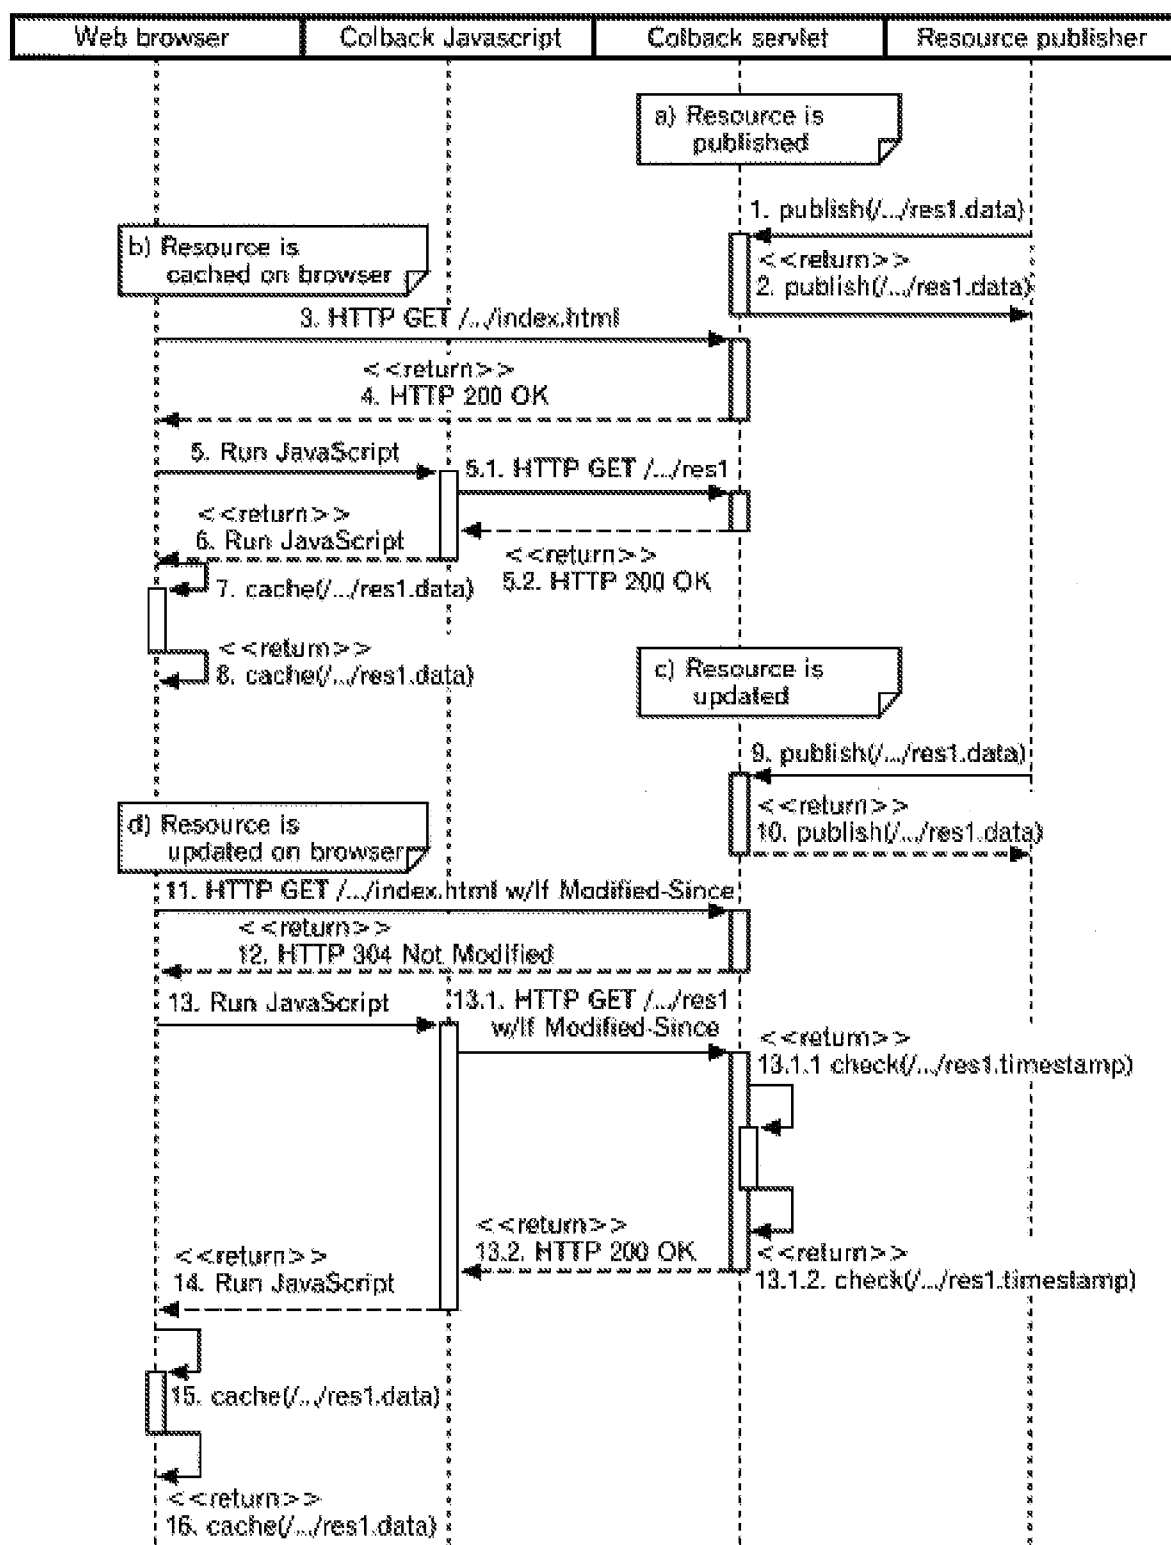 Web browser
Colback Javascript
Colback servlet
Resource publisher
a) Resource is
published
1. publish(/.../res1.data)
b) Resource is
cached on browser
<<return>>
2. publish(/.../res1.data)
3. HTTP GET /.../index.html
<<return>>
4. HTTP 200 OK
5. Run JavaScript
5.1. HTTP GET /.../res1
<<return>>
6. Run JavaScript
<<return>>
5.2. HTTP 200 OK
7. cache(/.../res1.data)
<<return>>
8. cache(/.../res1.data)
c) Resource is
updated
9. publish(/.../res1.data)
<<return>>
10. publish(/.../res1.data)
d) Resource is
updated on browser
11. HTTP GET /.../index.html w/If Modified-Since
<<return>>
12. HTTP 304 Not Modified
13. Run JavaScript
13.1. HTTP GET /.../res1
w/If Modified-Since
<<return>>
13.1.1 check(/.../res1.timestamp)
<<return>>
13.2. HTTP 200 OK
<<return>>
13.1.2. check(/.../res1.timestamp)
<<return>>
14. Run JavaScript
15. cache(/.../res1.data)
<<return>>
16. cache(/.../res1.data)